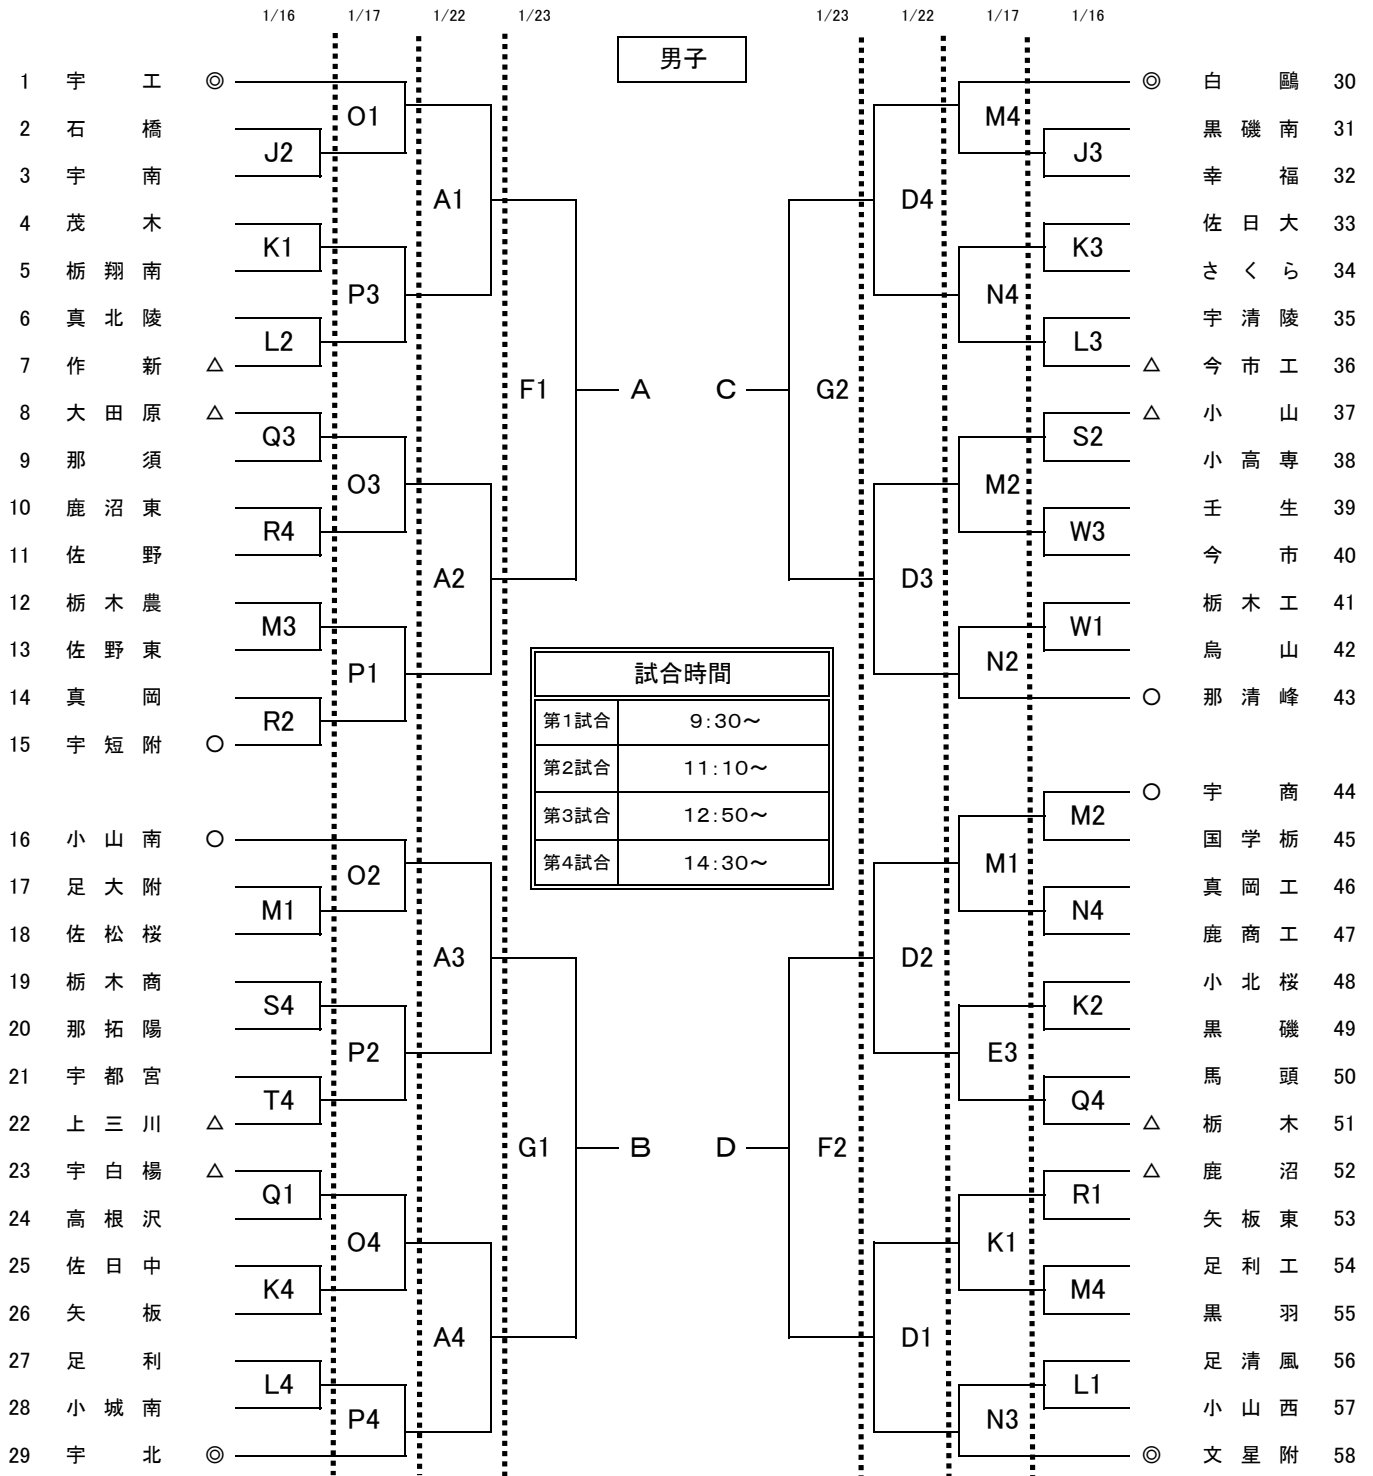 1/16 1/17 1/22 1/23 1/23 1/22 1/17 1/16
男子
1 宇工 ◎
2 石橋
3 宇南
4 茂木
5 栃翔南
6 真北陵
7 作新 △
8 大田原 △
9 那須
10 鹿沼東
11 佐野
12 栃木農
13 佐野東
14 真岡
15 宇短附 ○
16 小山南 ○
17 足大附
18 佐松桜
19 栃木商
20 那拓陽
21 宇都宮
22 上三川 △
23 宇白楊 △
24 高根沢
25 佐日中
26 矢板
27 足利
28 小城南
29 宇北 ◎
J2
K1
L2
Q3
R4
M3
R2
M1
S4
T4
Q1
K4
L4
O1
P3
O3
P1
O2
P2
O4
P4
A1
A2
A3
A4
F1
G1
A
B
試合時間
第1試合 9:30～
第2試合 11:10～
第3試合 12:50～
第4試合 14:30～
C
D
G2
F2
D4
D3
D2
D1
M4
N4
M2
N2
M1
E3
K1
N3
J3
K3
L3
S2
W3
W1
M2
N4
K2
Q4
R1
M4
L1
◎ 白鷗 30
黒磯南 31
幸福 32
佐日大 33
さくら 34
宇清陵 35
△ 今市工 36
△ 小山 37
小高専 38
壬生 39
今市 40
栃木工 41
烏山 42
○ 那清峰 43
○ 宇商 44
国学栃 45
真岡工 46
鹿商工 47
小北桜 48
黒磯 49
馬頭 50
△ 栃木 51
△ 鹿沼 52
矢板東 53
足利工 54
黒羽 55
足清風 56
小山西 57
◎ 文星附 58